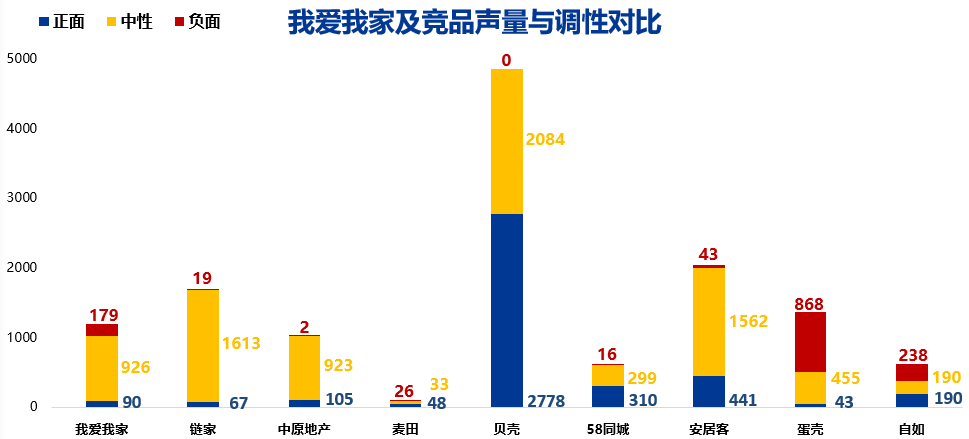 我爱我家及竞品声量与调性对比
正面 中性 负面
5000
4000
3000
2000
1000
0
179 926 90
19 1613 67
2 923 105
26 33 48
0 2084 2778
16 299 310
43 1562 441
868 455 43
238 190 190
我爱我家 链家 中原地产 麦田 贝壳 58同城 安居客 蛋壳 自如